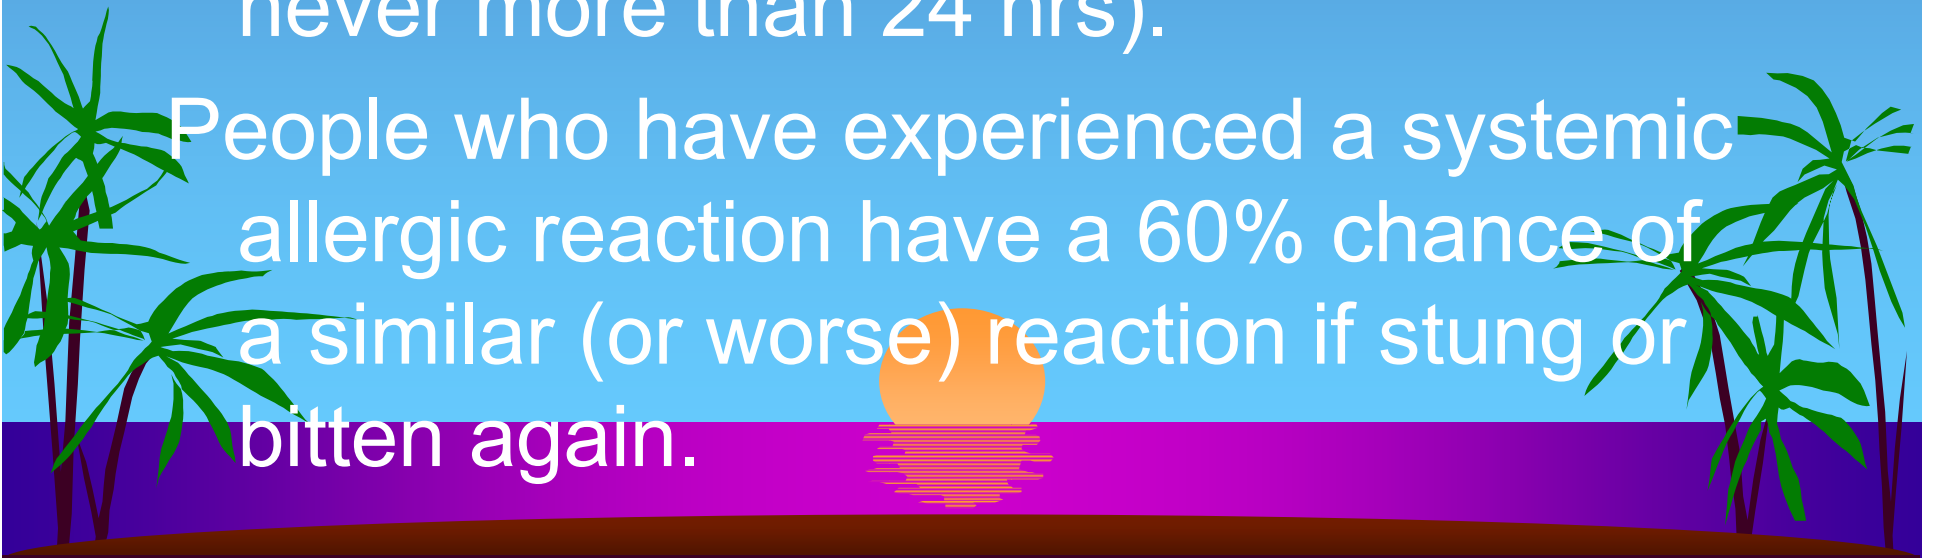 never more than 24 hrs).
People who have experienced a systemic
allergic reaction have a 60% chance of
a similar (or worse) reaction if stung or
bitten again.